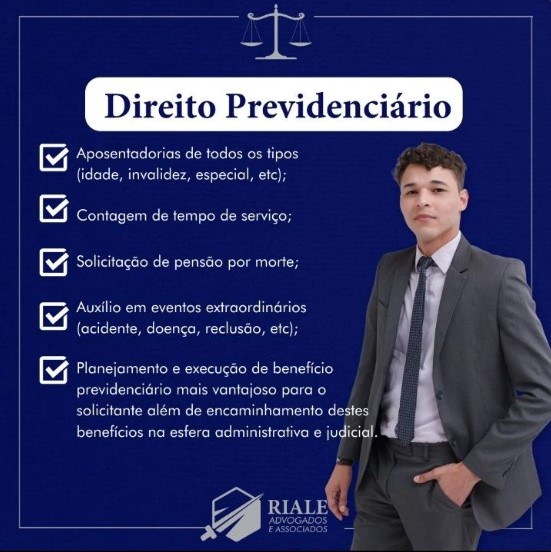 Direito Previdenciário
Aposentadorias de todos os tipos
(idade, invalidez, especial, etc);
Contagem de tempo de serviço;
Solicitação de pensão por morte;
Auxílio em eventos extraordinários
(acidente, doença, reclusão, etc);
Planejamento e execução de benefício
previdenciário mais vantajoso para o
solicitante além de encaminhamento destes
benefícios na esfera administrativa e judicial.
RIALE
ADVOGADOS
E ASSOCIADOS